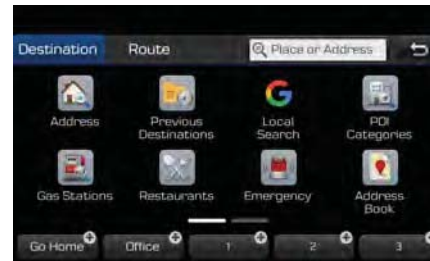 Destination Route Place or Address
Address Previous Destinations Local Search POI Categories
Gas Stations Restaurants Emergency Address Book
Go Home Office 1 2 3